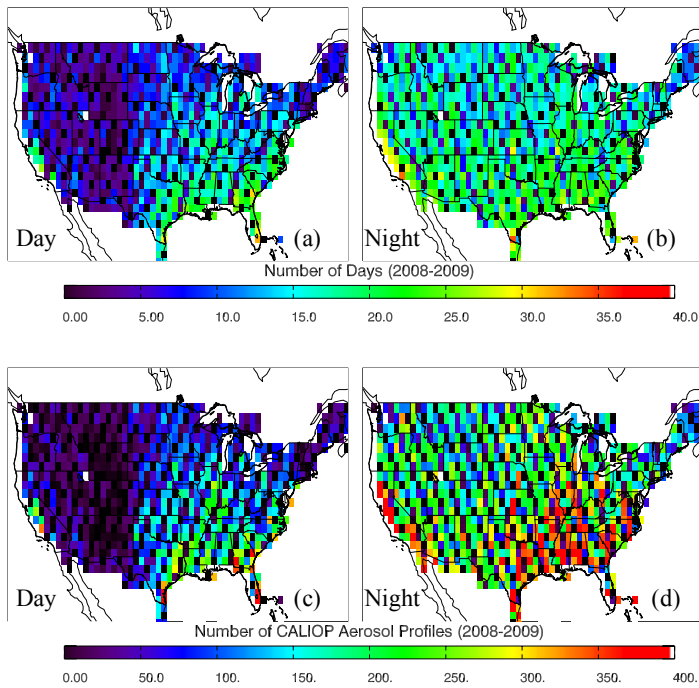 Day (a) Night (b)
Number of Days (2008-2009)
0.00 5.00 10.0 15.0 20.0 25.0 30.0 35.0 40.0
Day (c) Night (d)
Number of CALIOP Aerosol Profiles (2008-2009)
0.00 50.0 100. 150. 200. 250. 300. 350. 400.